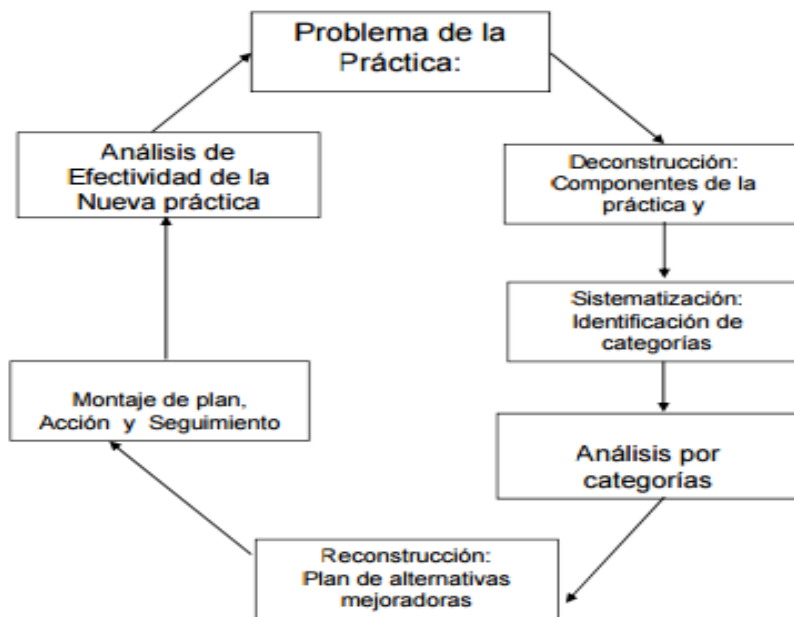 Problema de la
Práctica:
Deconstrucción:
Componentes de la
práctica y
Sistematización:
Identificación de
categorías
Análisis por
categorías
Reconstrucción:
Plan de alternativas
mejoradoras
Montaje de plan,
Acción y Seguimiento
Análisis de
Efectividad de la
Nueva práctica